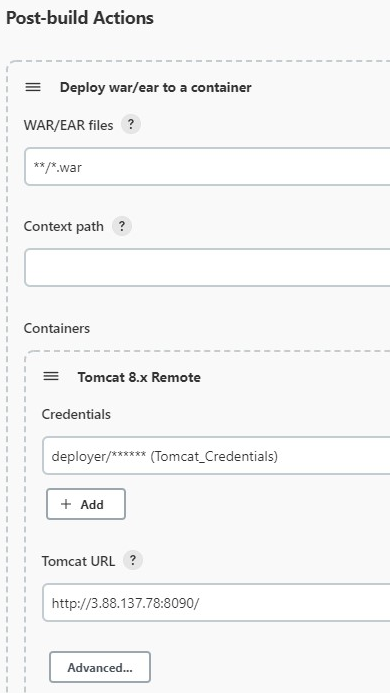 Post-build Actions
Deploy war/ear to a container
WAR/EAR files ?
**/*.war
Context path ?
Containers
Tomcat 8.x Remote
Credentials
deployer/****** (Tomcat_Credentials)
+ Add
Tomcat URL ?
http://3.88.137.78:8090/
Advanced...